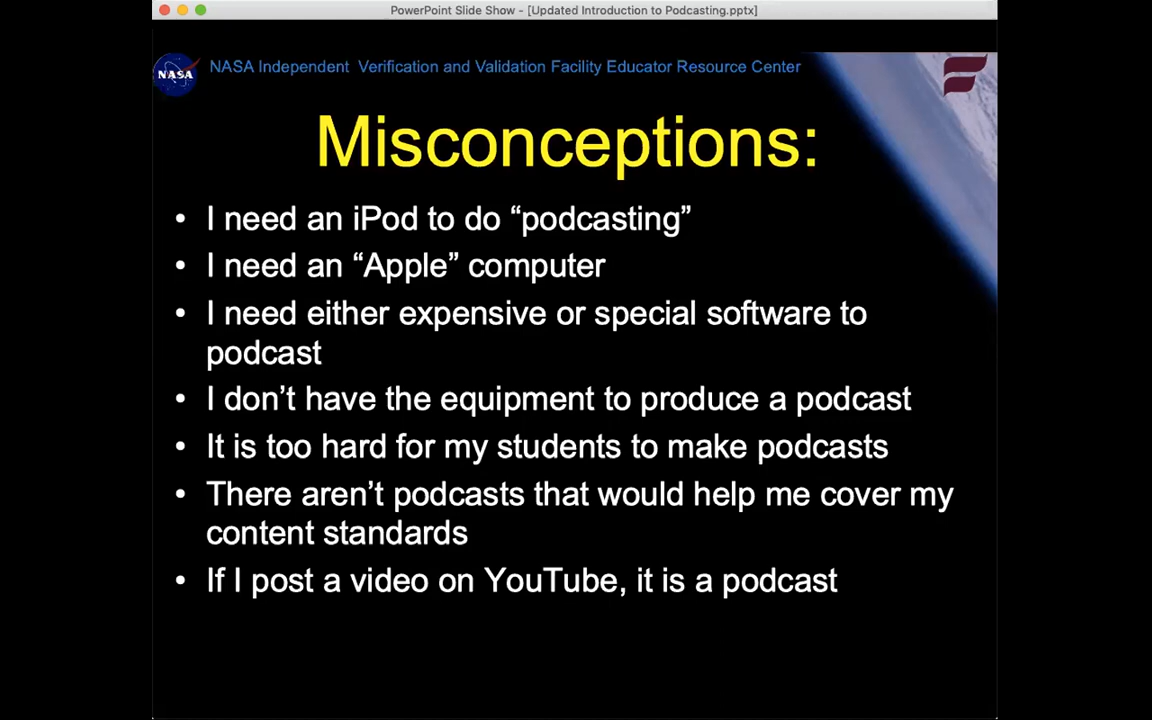 PowerPoint Slide Show - [Updated Introduction to Podcasting.pptx]
NASA
NASA Independent Verification and Validation Facility Educator Resource Center
Misconceptions:
• I need an iPod to do “podcasting”
• I need an “Apple” computer
• I need either expensive or special software to
podcast
• I don’t have the equipment to produce a podcast
• It is too hard for my students to make podcasts
• There aren’t podcasts that would help me cover my
content standards
• If I post a video on YouTube, it is a podcast